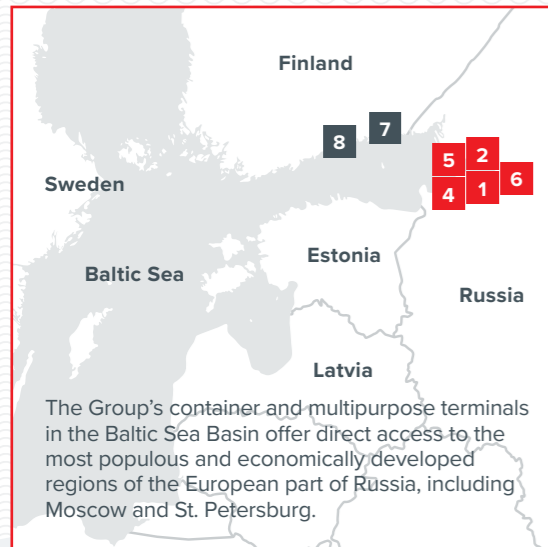 Finland
7
8
5
2
6
4
1
Sweden
Estonia
Baltic Sea
Russia
Latvia
The Group’s container and multipurpose terminals
in the Baltic Sea Basin offer direct access to the
most populous and economically developed
regions of the European part of Russia, including
Moscow and St. Petersburg.